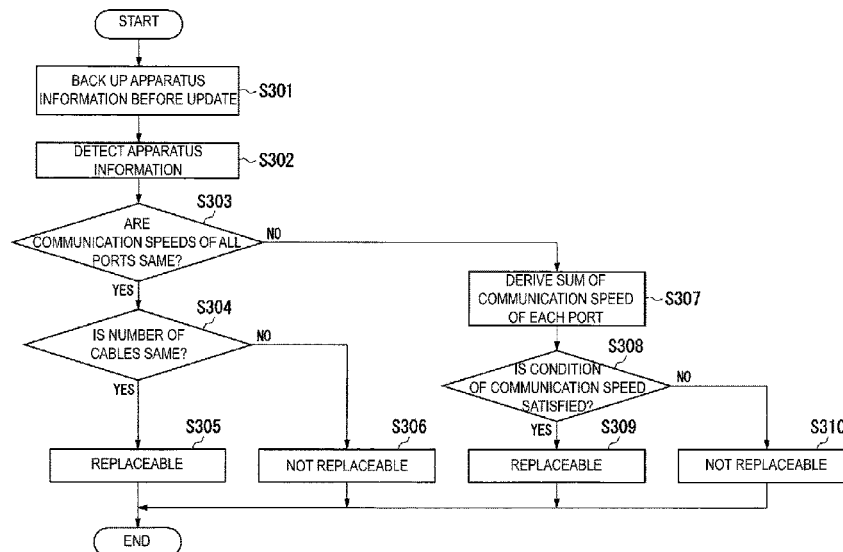 START
BACK UP APPARATUS
INFORMATION BEFORE UPDATE
S301
DETECT APPARATUS
INFORMATION
S302
S303
ARE
COMMUNICATION SPEEDS OF ALL
PORTS SAME?
NO
YES
S304
IS NUMBER OF
CABLES SAME?
NO
YES
DERIVE SUM OF
COMMUNICATION SPEED
OF EACH PORT
S307
S308
IS CONDITION
OF COMMUNICATION SPEED
SATISFIED?
NO
YES
S305
REPLACEABLE
S306
NOT REPLACEABLE
S309
REPLACEABLE
S310
NOT REPLACEABLE
END